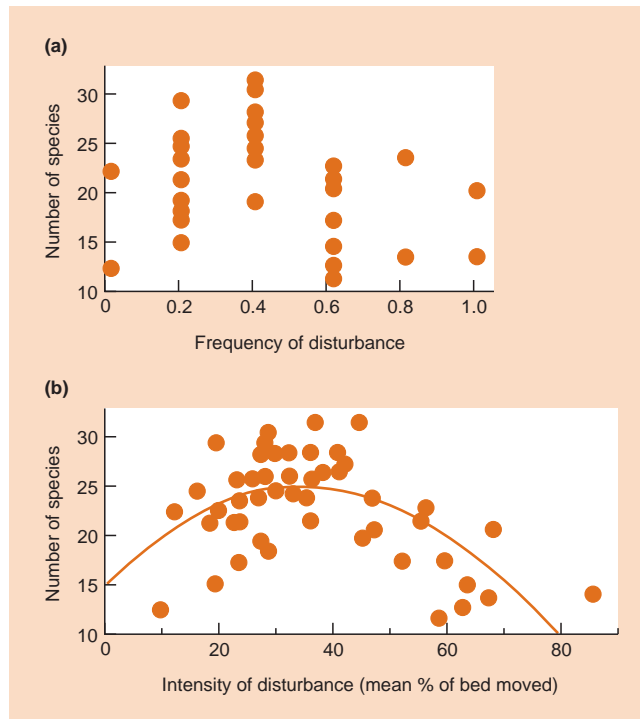 (a)
Number of species
30
25
20
15
10
0 0.2 0.4 0.6 0.8 1.0
Frequency of disturbance
(b)
Number of species
30
25
20
15
10
0 20 40 60 80
Intensity of disturbance (mean % of bed moved)